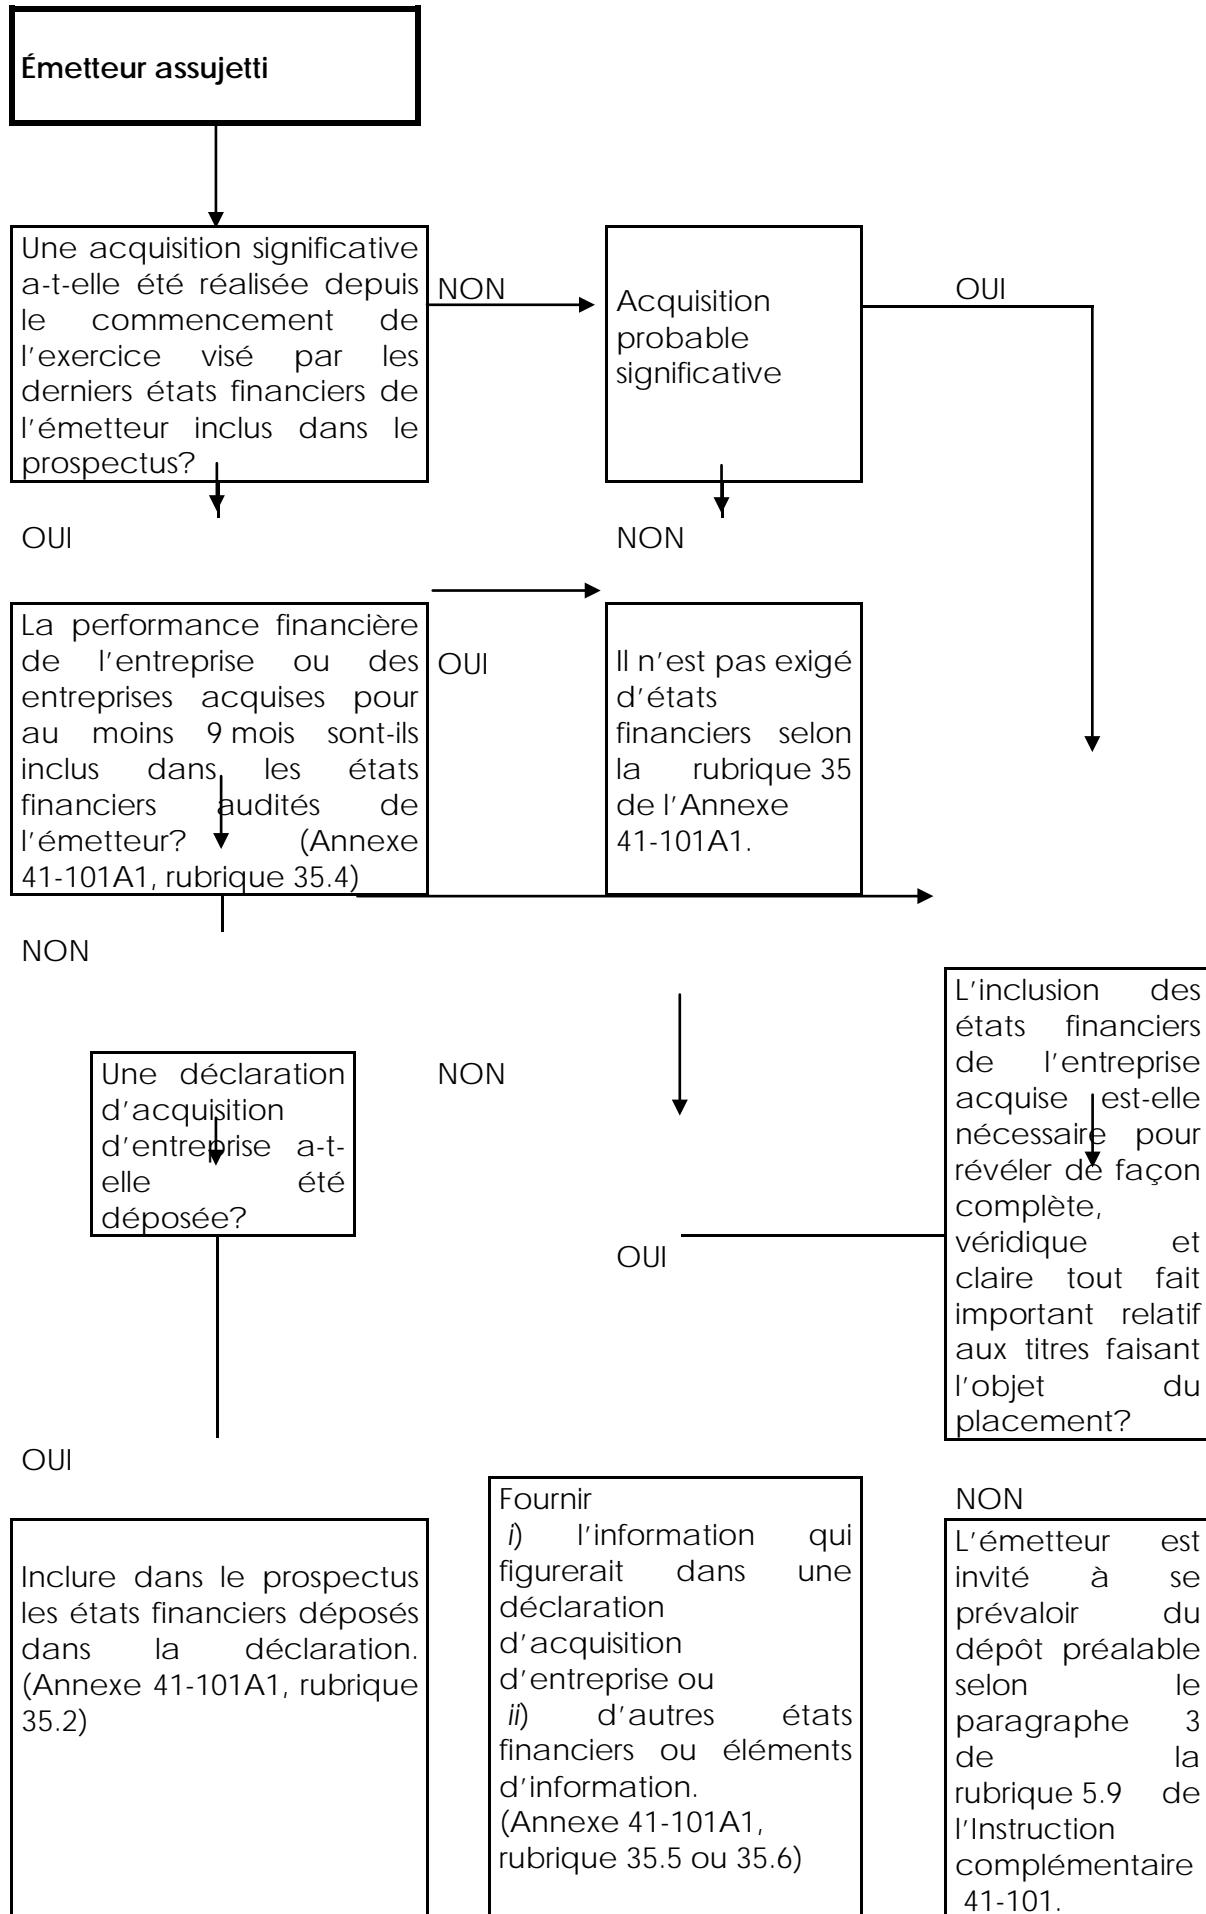 Émetteur assujetti
Une acquisition significative
a-t-elle été réalisée depuis
le commencement de
l'exercice visé par les
derniers états financiers de
l'émetteur inclus dans le
prospectus?
NON
Acquisition
probable
significative
OUI
OUI
NON
La performance financière
de l'entreprise ou des
entreprises acquises pour
au moins 9 mois sont-ils
inclus dans les états
financiers audités de
l'émetteur? (Annexe
41-101A1, rubrique 35.4)
OUI
Il n'est pas exigé
d'états
financiers selon
la rubrique 35
de l'Annexe
41-101A1.
NON
Une déclaration
d'acquisition
d'entreprise a-t-
elle été
déposée?
NON
OUI
L'inclusion des
états financiers
de l'entreprise
acquise est-elle
nécessaire pour
révéler de façon
complète,
véridique et
claire tout fait
important relatif
aux titres faisant
l'objet du
placement?
OUI
Inclure dans le prospectus
les états financiers déposés
dans la déclaration.
(Annexe 41-101A1, rubrique
35.2)
Fournir
i) l'information qui
figurerait dans une
déclaration
d'acquisition
d'entreprise ou
ii) d'autres états
financiers ou éléments
d'information.
(Annexe 41-101A1,
rubrique 35.5 ou 35.6)
NON
L'émetteur est
invité à se
prévaloir du
dépôt préalable
selon le
paragraphe 3
de la
rubrique 5.9 de
l'Instruction
complémentaire
41-101.